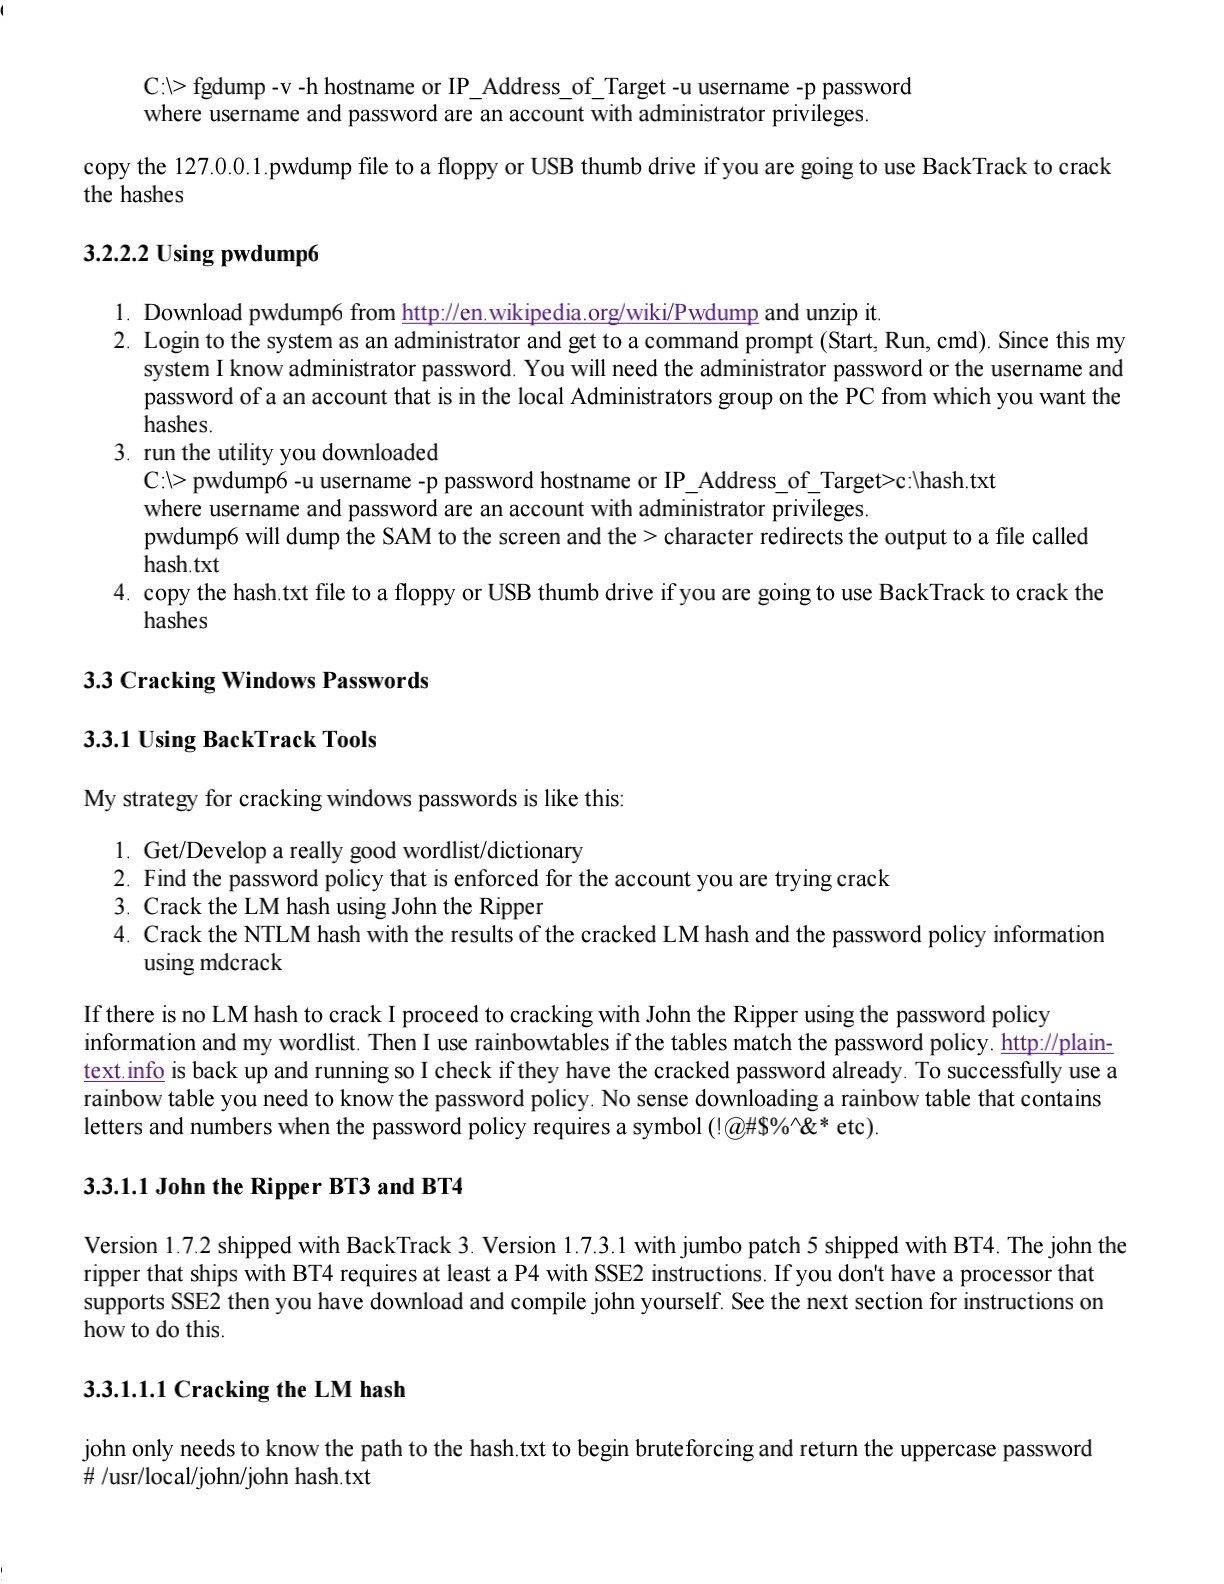 C:\> fgdump -v -h hostname or IP_Address_of_Target -u username -p password
where username and password are an account with administrator privileges.
copy the 127.0.0.1.pwdump file to a floppy or USB thumb drive if you are going to use BackTrack to crack
the hashes
3.2.2.2 Using pwdump6
1. Download pwdump6 from http://en.wikipedia.org/wiki/Pwdump and unzip it.
2. Login to the system as an administrator and get to a command prompt (Start, Run, cmd). Since this my
system I know administrator password. You will need the administrator password or the username and
password of a an account that is in the local Administrators group on the PC from which you want the
hashes.
3. run the utility you downloaded
C:\> pwdump6 -u username -p password hostname or IP_Address_of_Target>c:\hash.txt
where username and password are an account with administrator privileges.
pwdump6 will dump the SAM to the screen and the > character redirects the output to a file called
hash.txt
4. copy the hash.txt file to a floppy or USB thumb drive if you are going to use BackTrack to crack the
hashes
3.3 Cracking Windows Passwords
3.3.1 Using BackTrack Tools
My strategy for cracking windows passwords is like this:
1. Get/Develop a really good wordlist/dictionary
2. Find the password policy that is enforced for the account you are trying crack
3. Crack the LM hash using John the Ripper
4. Crack the NTLM hash with the results of the cracked LM hash and the password policy information
using mdcrack
If there is no LM hash to crack I proceed to cracking with John the Ripper using the password policy
information and my wordlist. Then I use rainbowtables if the tables match the password policy. http://plain-
text.info is back up and running so I check if they have the cracked password already. To successfully use a
rainbow table you need to know the password policy. No sense downloading a rainbow table that contains
letters and numbers when the password policy requires a symbol (!@#$%^&* etc).
3.3.1.1 John the Ripper BT3 and BT4
Version 1.7.2 shipped with BackTrack 3. Version 1.7.3.1 with jumbo patch 5 shipped with BT4. The john the
ripper that ships with BT4 requires at least a P4 with SSE2 instructions. If you don't have a processor that
supports SSE2 then you have download and compile john yourself. See the next section for instructions on
how to do this.
3.3.1.1.1 Cracking the LM hash
john only needs to know the path to the hash.txt to begin bruteforcing and return the uppercase password
# /usr/local/john/john hash.txt